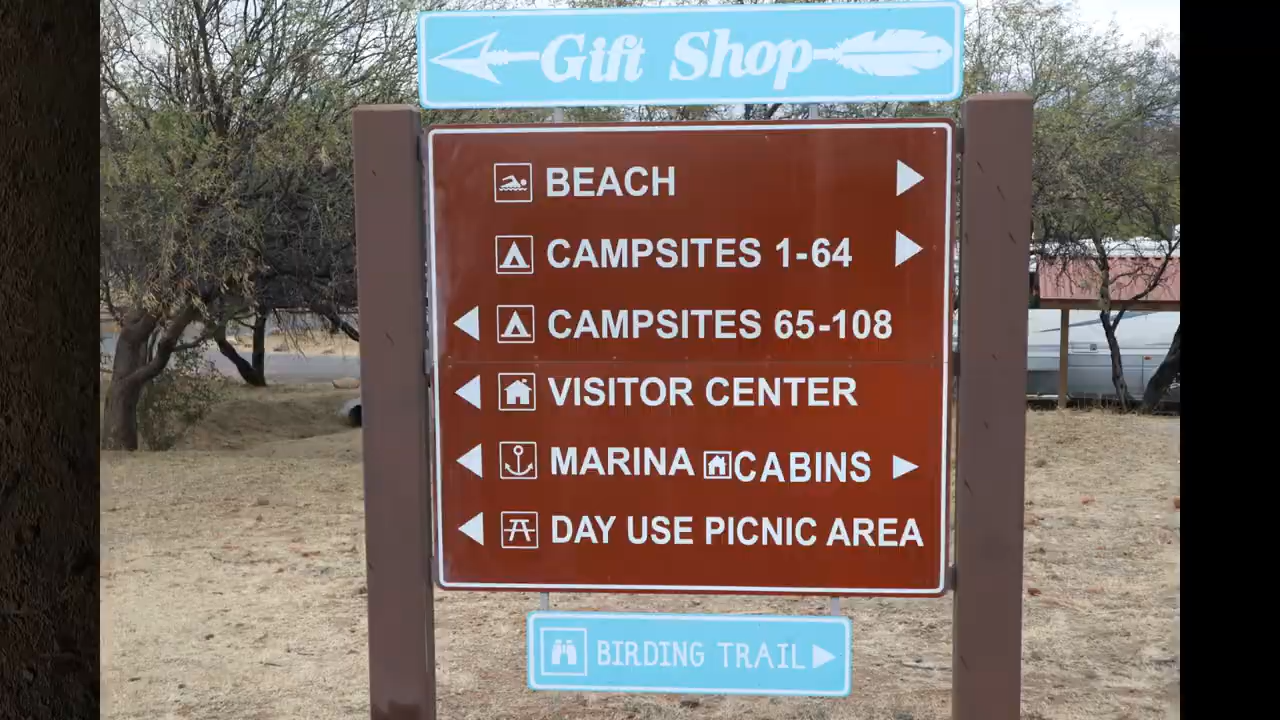 Gift Shop
BEACH
CAMPSITES 1-64
CAMPSITES 65-108
VISITOR CENTER
MARINA CABINS
DAY USE PICNIC AREA
BIRDING TRAIL